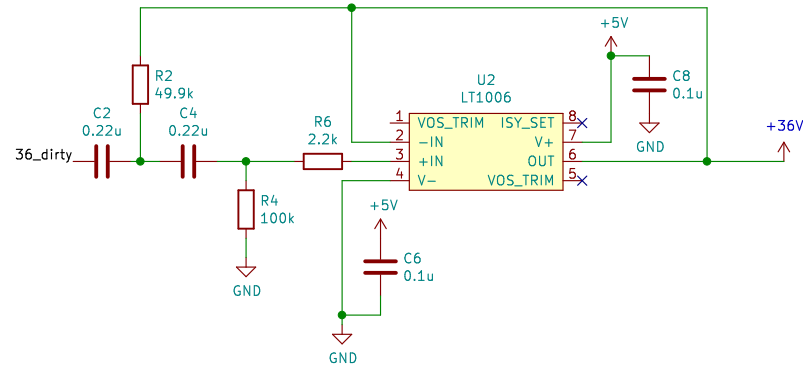 +5V
U2
LT1006
C8
0.1u
GND
R2
49.9k
C2
0.22u
C4
0.22u
R6
2.2k
36_dirty
1
VOS_TRIM
ISY_SET
8
2
-IN
V+
7
3
+IN
OUT
6
4
V-
VOS_TRIM
5
+36V
R4
100k
GND
+5V
C6
0.1u
GND